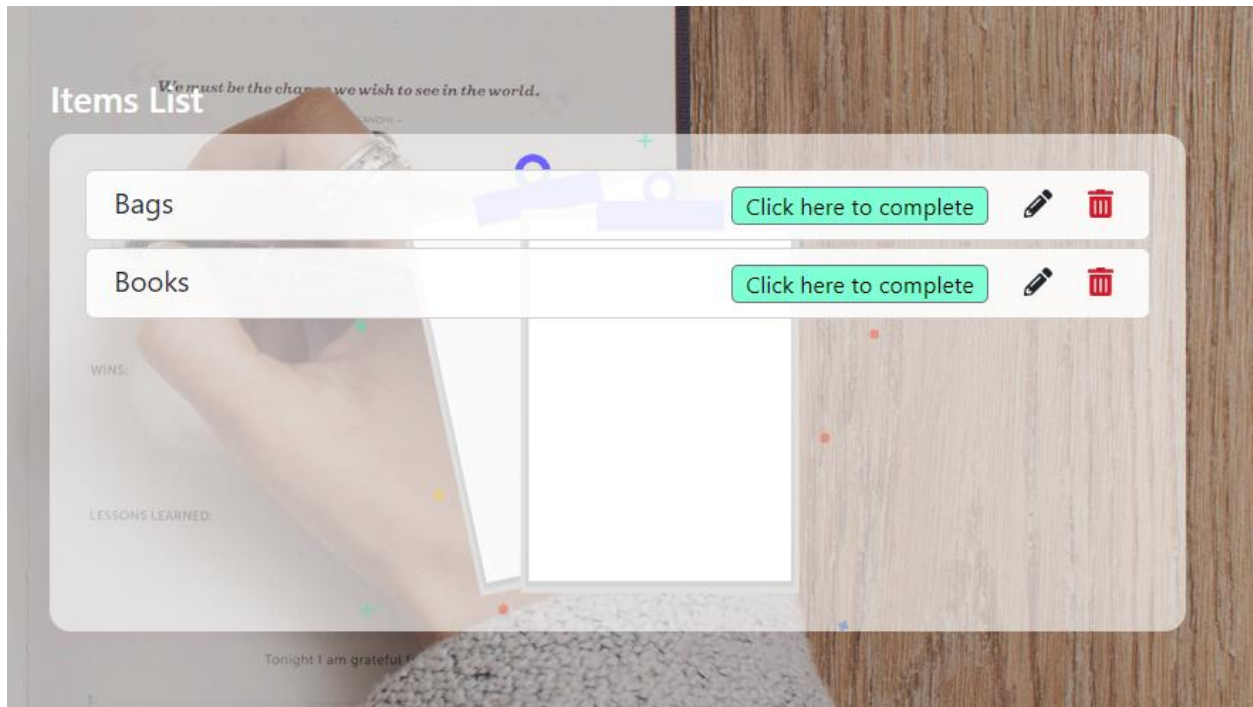 We must be the change we wish to see in the world.
Items List
Bags
Click here to complete
Books
Click here to complete
WINS:
LESSONS LEARNED:
Tonight I am grateful